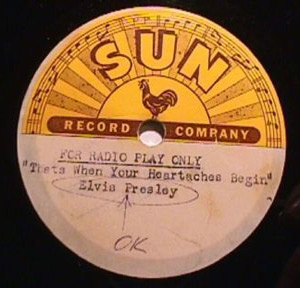 SUN
RECORD COMPANY
FOR RADIO PLAY ONLY
"Thats When Your Heartaches Begin"
Elvis Presley
OK